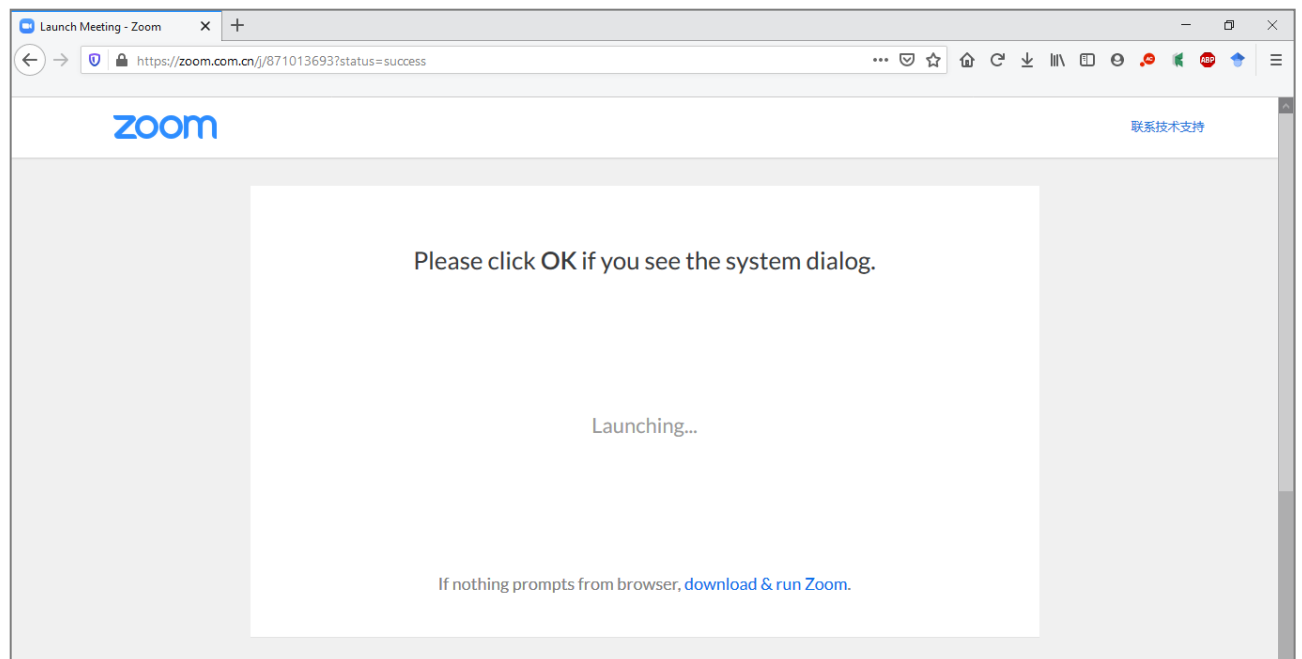 Launch Meeting - Zoom
https://zoom.com.cn/j/871013693?status=success
ABP
zoom
联系技术支持
Please click OK if you see the system dialog.
Launching...
If nothing prompts from browser, download & run Zoom.